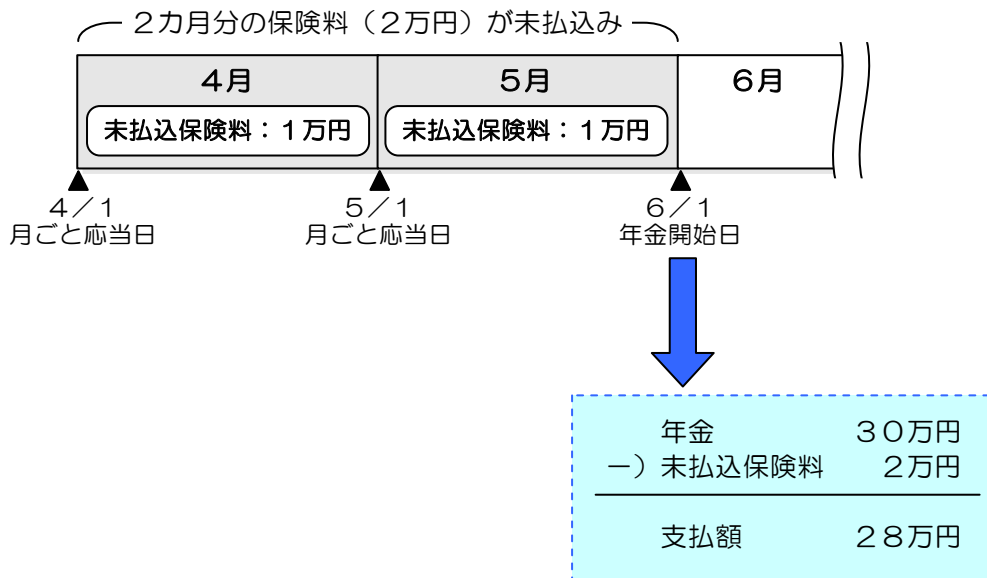 ２カ月分の保険料（２万円）が未払込み
４月 ５月 ６月
未払込保険料：１万円 未払込保険料：１万円
４／１ ５／１ ６／１
月ごと応当日 月ごと応当日 年金開始日
年金 ３０万円
－）未払込保険料 ２万円
支払額 ２８万円